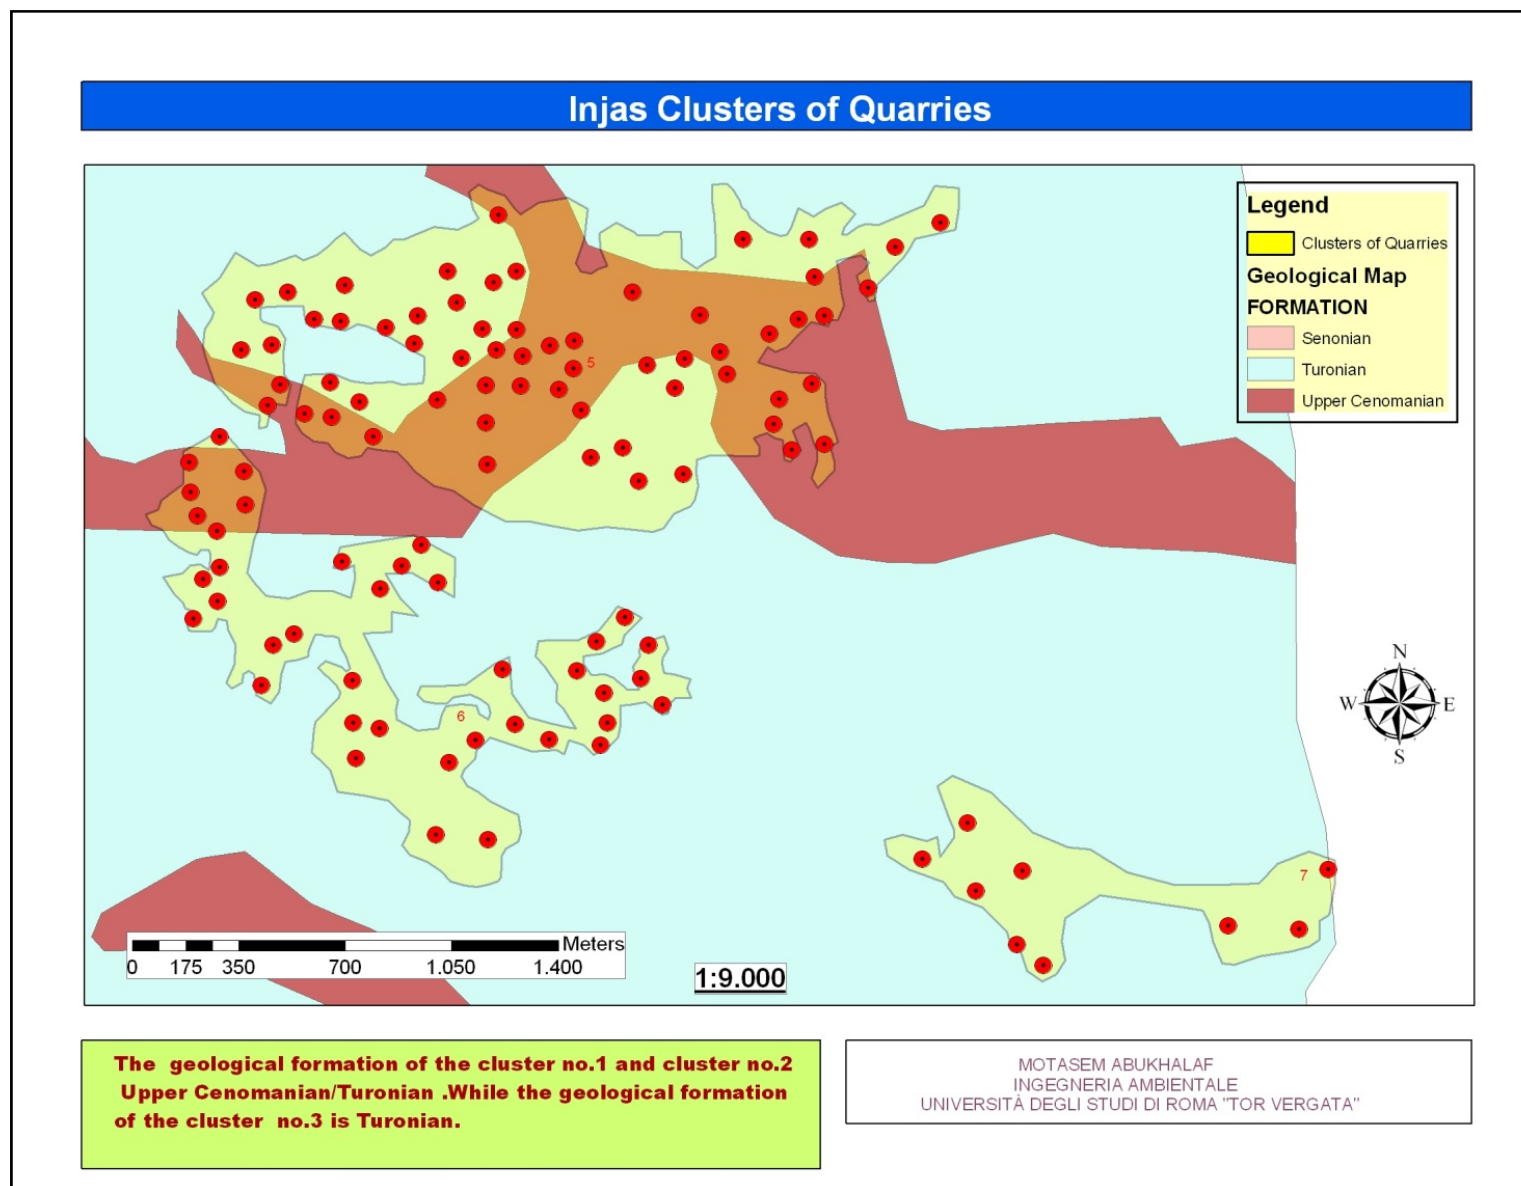 Injas Clusters of Quarries
Legend
Clusters of Quarries
Geological Map
FORMATION
Senonian
Turonian
Upper Cenomanian
5
6
7
N
W E
S
Meters
0 175 350 700 1.050 1.400
1:9.000
The geological formation of the cluster no.1 and cluster no.2
Upper Cenomanian/Turonian .While the geological formation
of the cluster no.3 is Turonian.
MOTASEM ABUKHALAF
INGEGNERIA AMBIENTALE
UNIVERSITÀ DEGLI STUDI DI ROMA "TOR VERGATA"